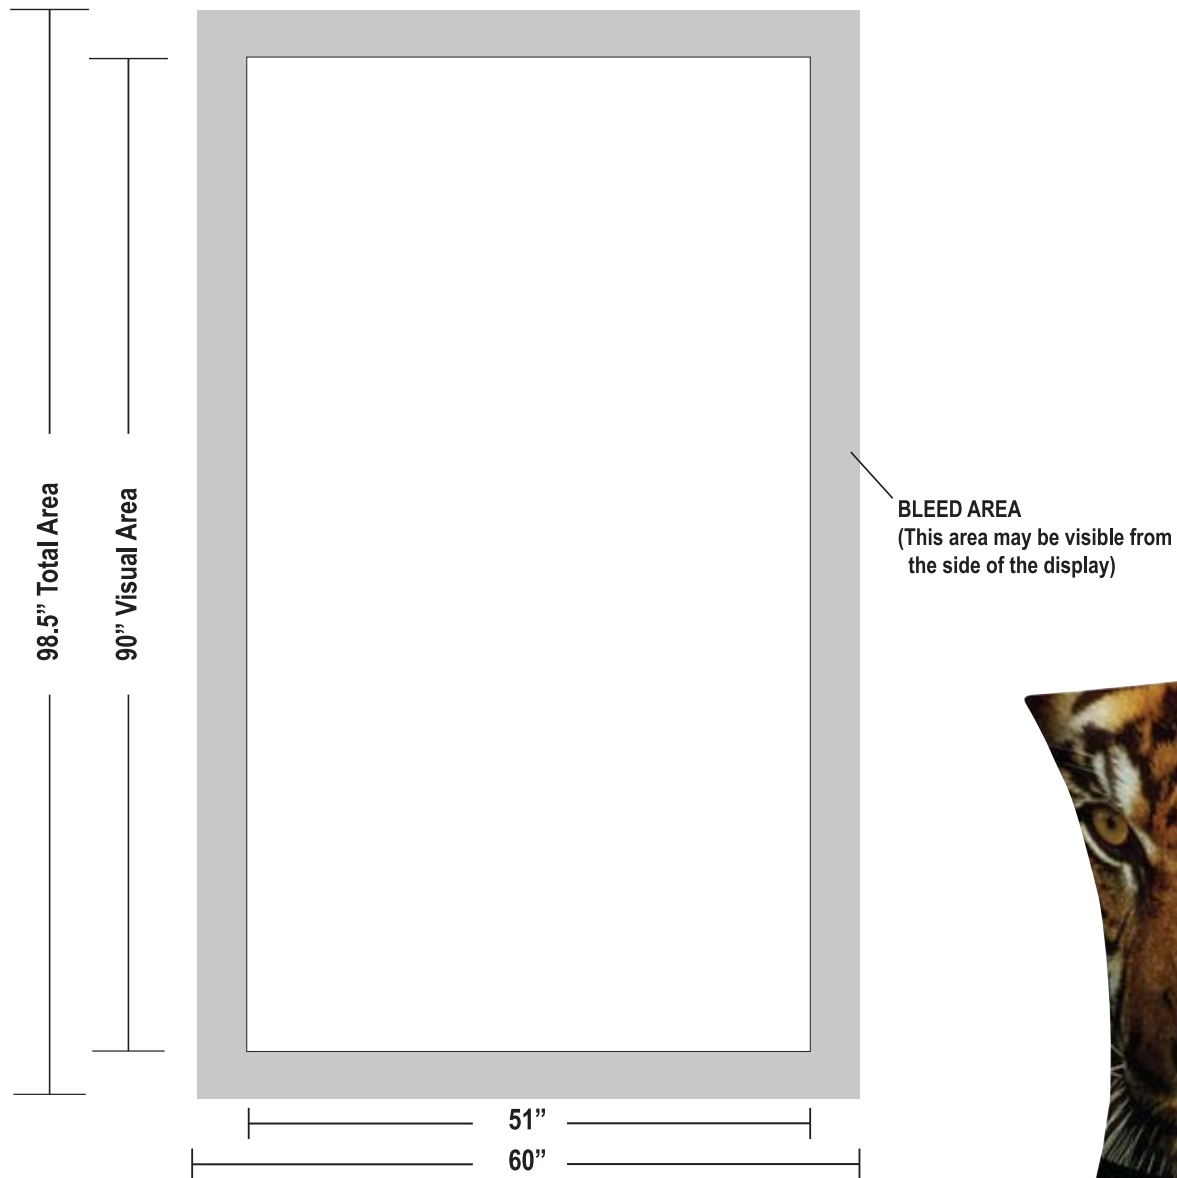 98.5” Total Area
90” Visual Area
BLEED AREA
(This area may be visible from
the side of the display)
51”
60”